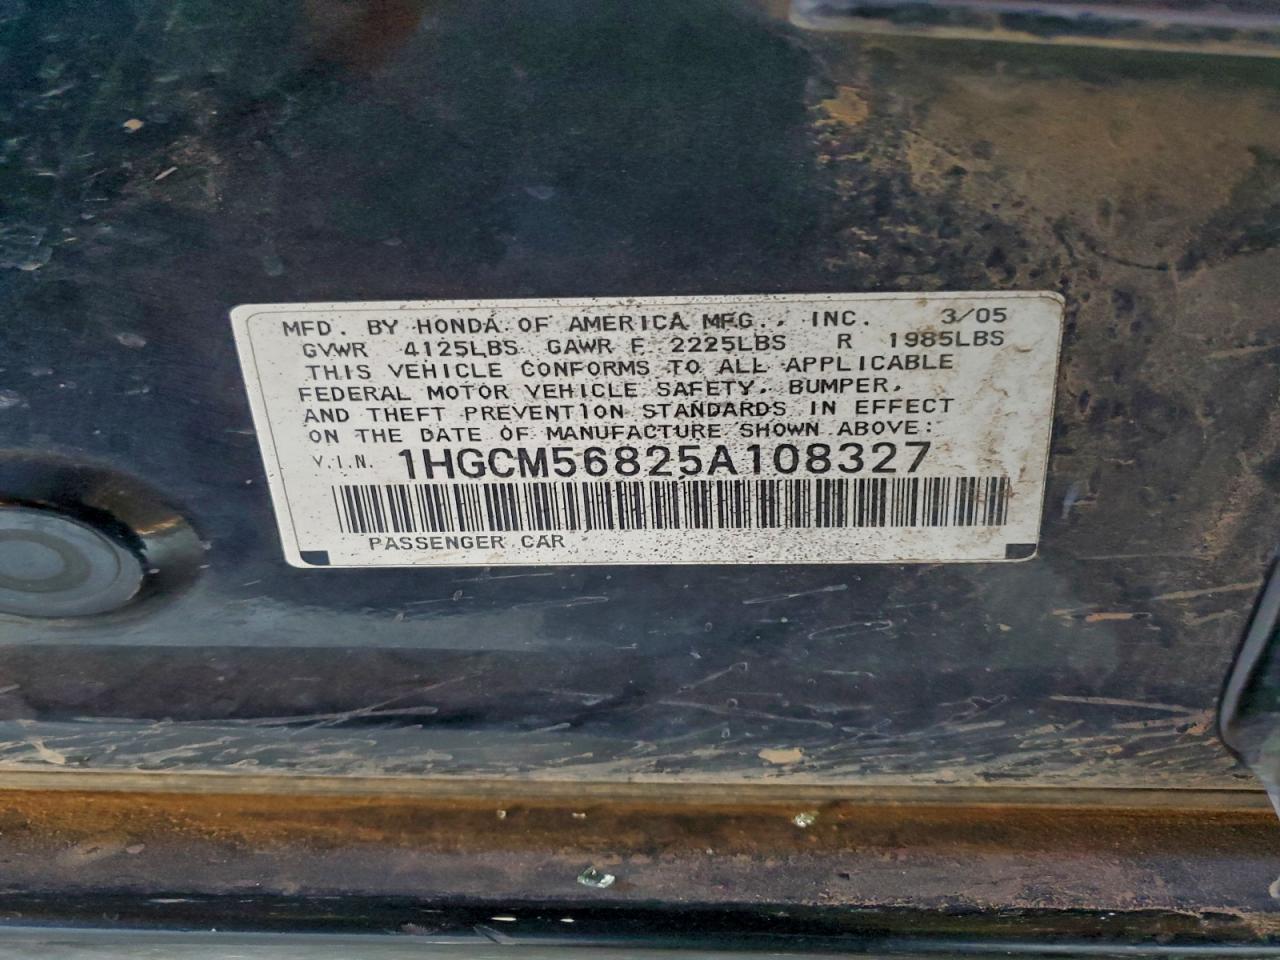 MFD. BY HONDA OF AMERICA MFG., INC. 3/05
GVWR 4125LBS GAWR F 2225LBS R 1985LBS
THIS VEHICLE CONFORMS TO ALL APPLICABLE
FEDERAL MOTOR VEHICLE SAFETY, BUMPER,
AND THEFT PREVENTION STANDARDS IN EFFECT
ON THE DATE OF MANUFACTURE SHOWN ABOVE:
V.I.N. 1HGCM56825A108327
PASSENGER CAR